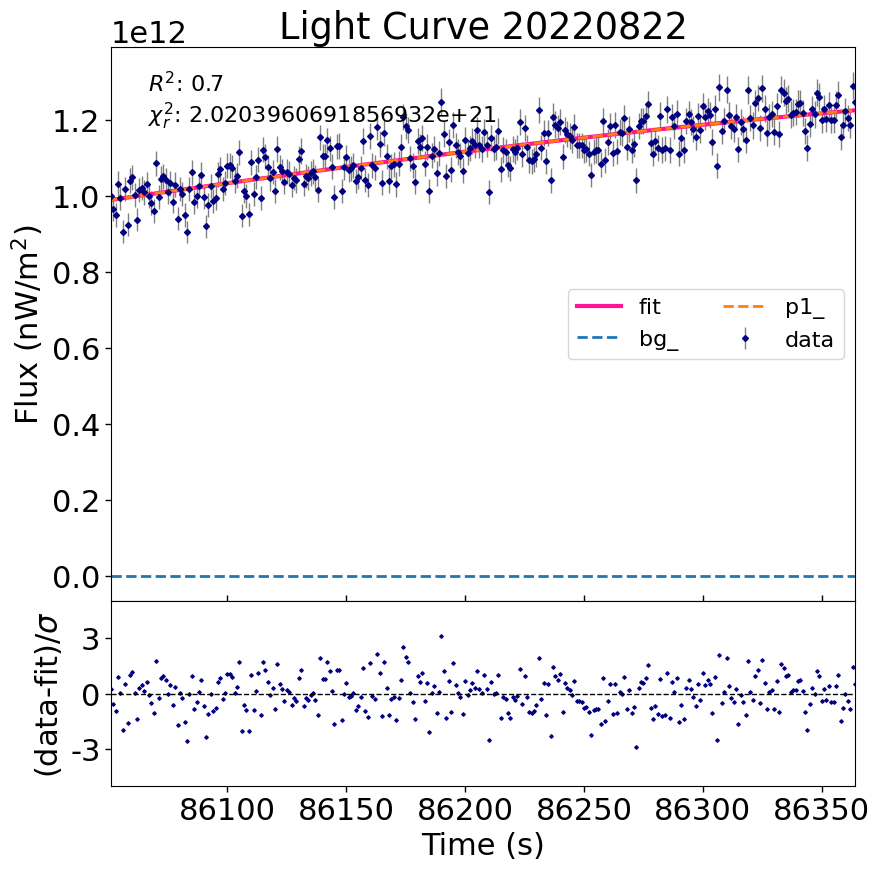 Light Curve 20220822
1e12
R²: 0.7
χ²ᵣ: 2.0203960691856932e+21
1.2
1.0
0.8
0.6
0.4
0.2
0.0
Flux (nW/m²)
fit
bg_
p1_
data
3
0
-3
(data-fit)/σ
86100 86150 86200 86250 86300 86350
Time (s)